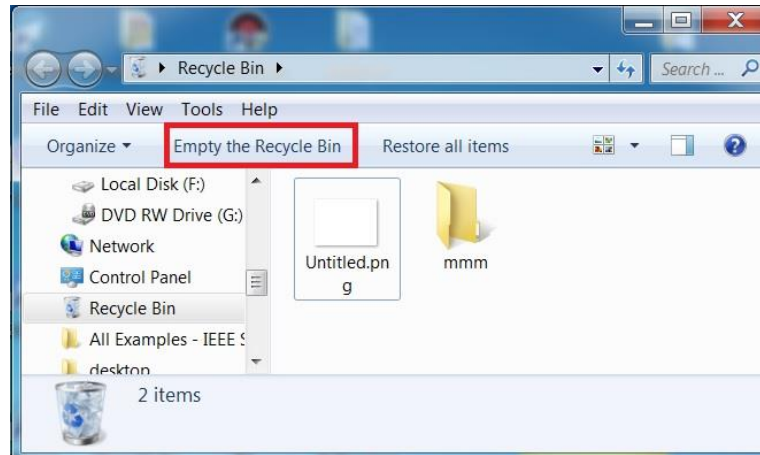 Recycle Bin
Search ...
File Edit View Tools Help
Organize Empty the Recycle Bin Restore all items
Local Disk (F:)
DVD RW Drive (G:)
Network
Control Panel
Recycle Bin
All Examples - IEEE S
desktop
Untitled.pn
g
mmm
2 items